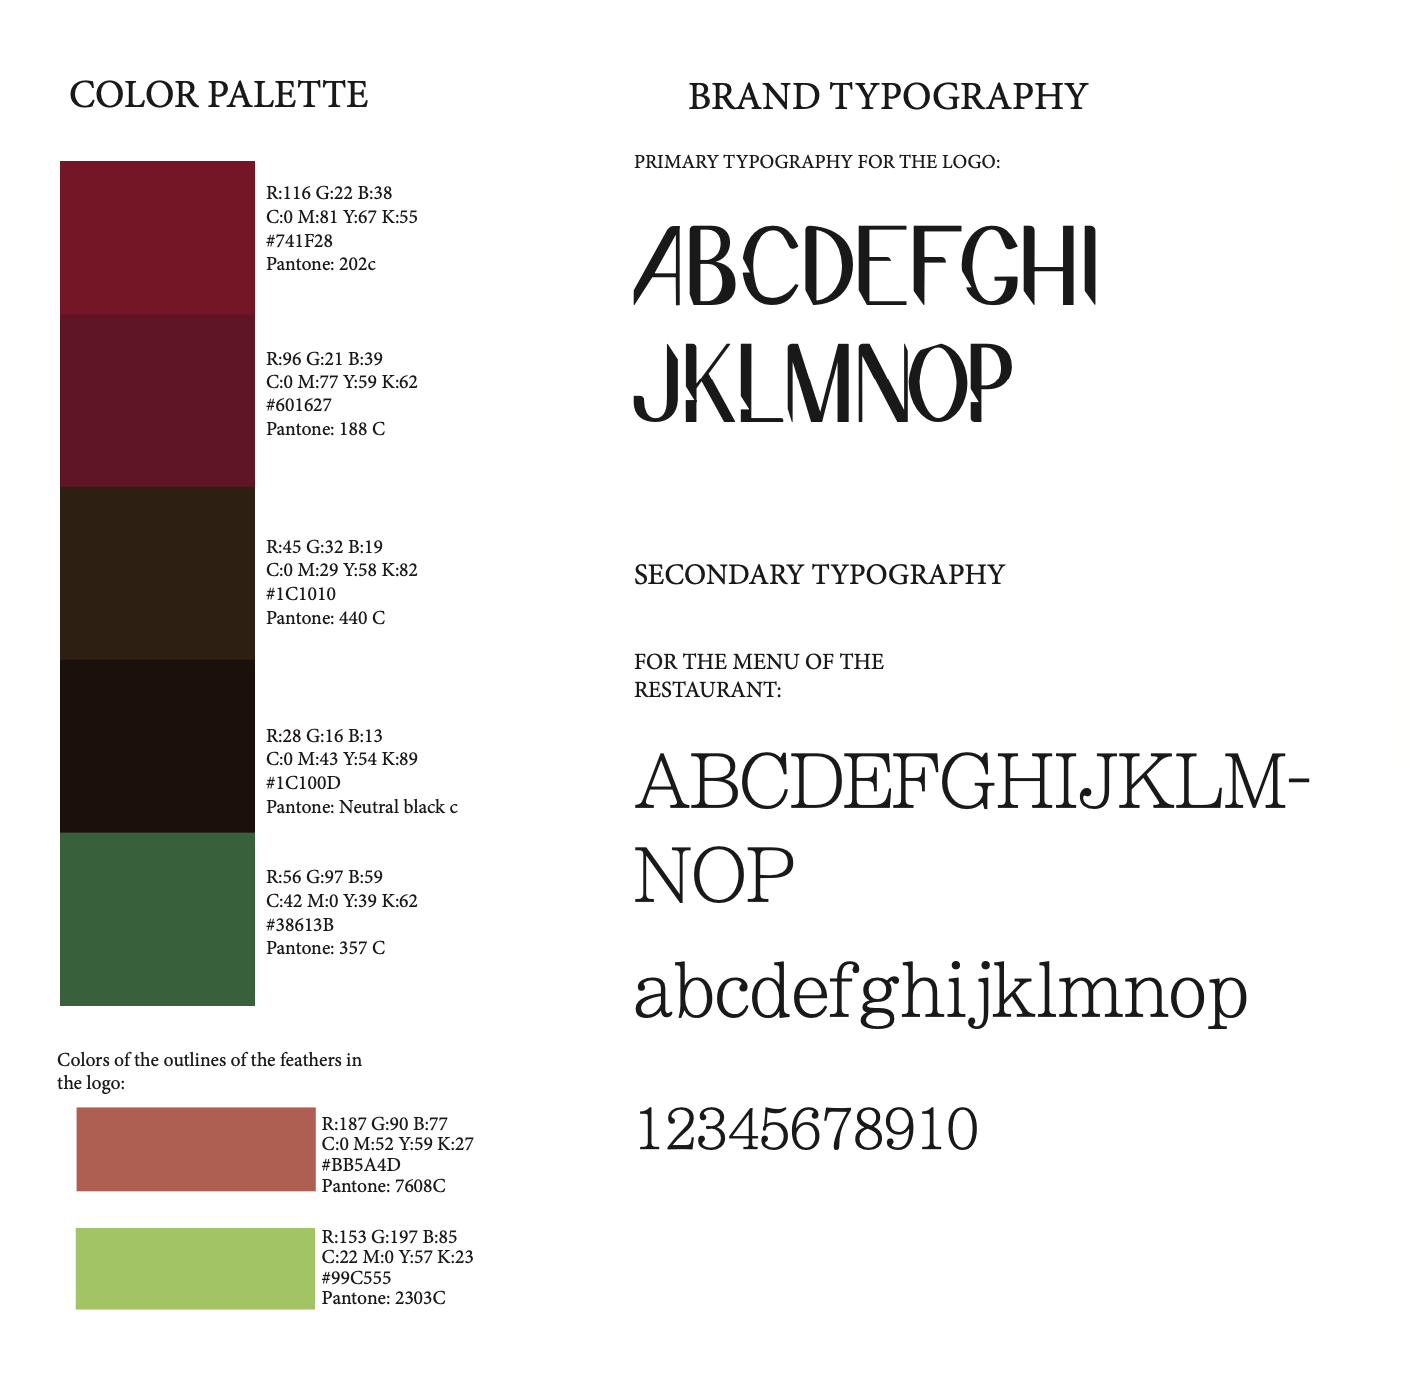 COLOR PALETTE
R:116 G:22 B:38
C:0 M:81 Y:67 K:55
#741F28
Pantone: 202c
R:96 G:21 B:39
C:0 M:77 Y:59 K:62
#601627
Pantone: 188 C
R:45 G:32 B:19
C:0 M:29 Y:58 K:82
#1C1010
Pantone: 440 C
R:28 G:16 B:13
C:0 M:43 Y:54 K:89
#1C100D
Pantone: Neutral black c
R:56 G:97 B:59
C:42 M:0 Y:39 K:62
#38613B
Pantone: 357 C
Colors of the outlines of the feathers in
the logo:
R:187 G:90 B:77
C:0 M:52 Y:59 K:27
#BB5A4D
Pantone: 7608C
R:153 G:197 B:85
C:22 M:0 Y:57 K:23
#99C555
Pantone: 2303C
BRAND TYPOGRAPHY
PRIMARY TYPOGRAPHY FOR THE LOGO:
ABCDEFGHI
JKLMNOP
SECONDARY TYPOGRAPHY
FOR THE MENU OF THE
RESTAURANT:
ABCDEFGHIJKLM-
NOP
abcdefghijklmnop
12345678910